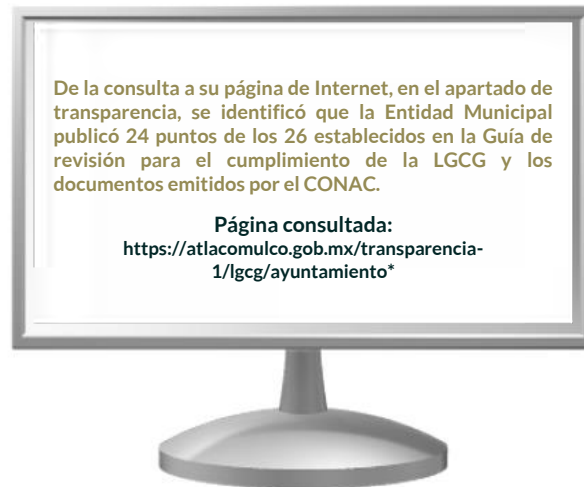 De la consulta a su página de Internet, en el apartado de
transparencia, se identificó que la Entidad Municipal
publicó 24 puntos de los 26 establecidos en la Guía de
revisión para el cumplimiento de la LGCG y los
documentos emitidos por el CONAC.
Página consultada:
https://atlacomulco.gob.mx/transparencia-
1/lgcg/ayuntamiento*